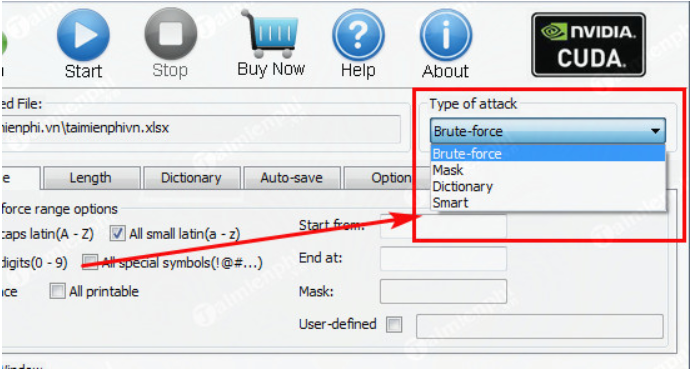 Start
Stop
Buy Now
Help
About
NVIDIA.
CUDA.
ed File:
Type of attack
nienphi.vn\taimienphivn.xlsx
Brute-force
Brute-force
Mask
Dictionary
Smart
e
Length
Dictionary
Auto-save
Option
force range options
caps latin(A - Z)
All small latin(a - z)
Start from:
digits(0 - 9)
All special symbols(!@#...)
End at:
All printable
Mask:
User-defined